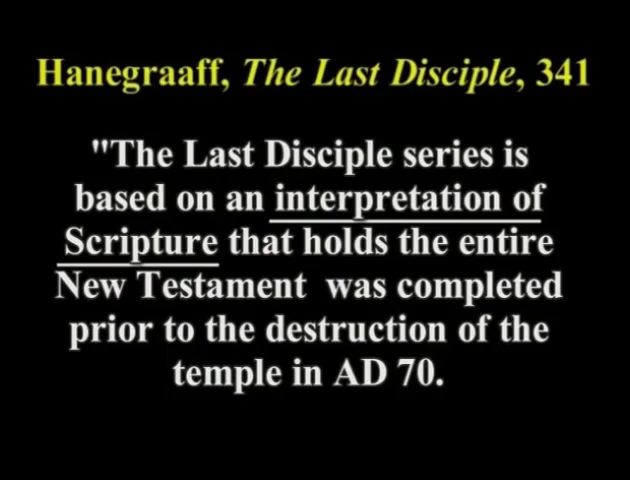 Hanegraaff, The Last Disciple, 341
"The Last Disciple series is
based on an interpretation of
Scripture that holds the entire
New Testament was completed
prior to the destruction of the
temple in AD 70.